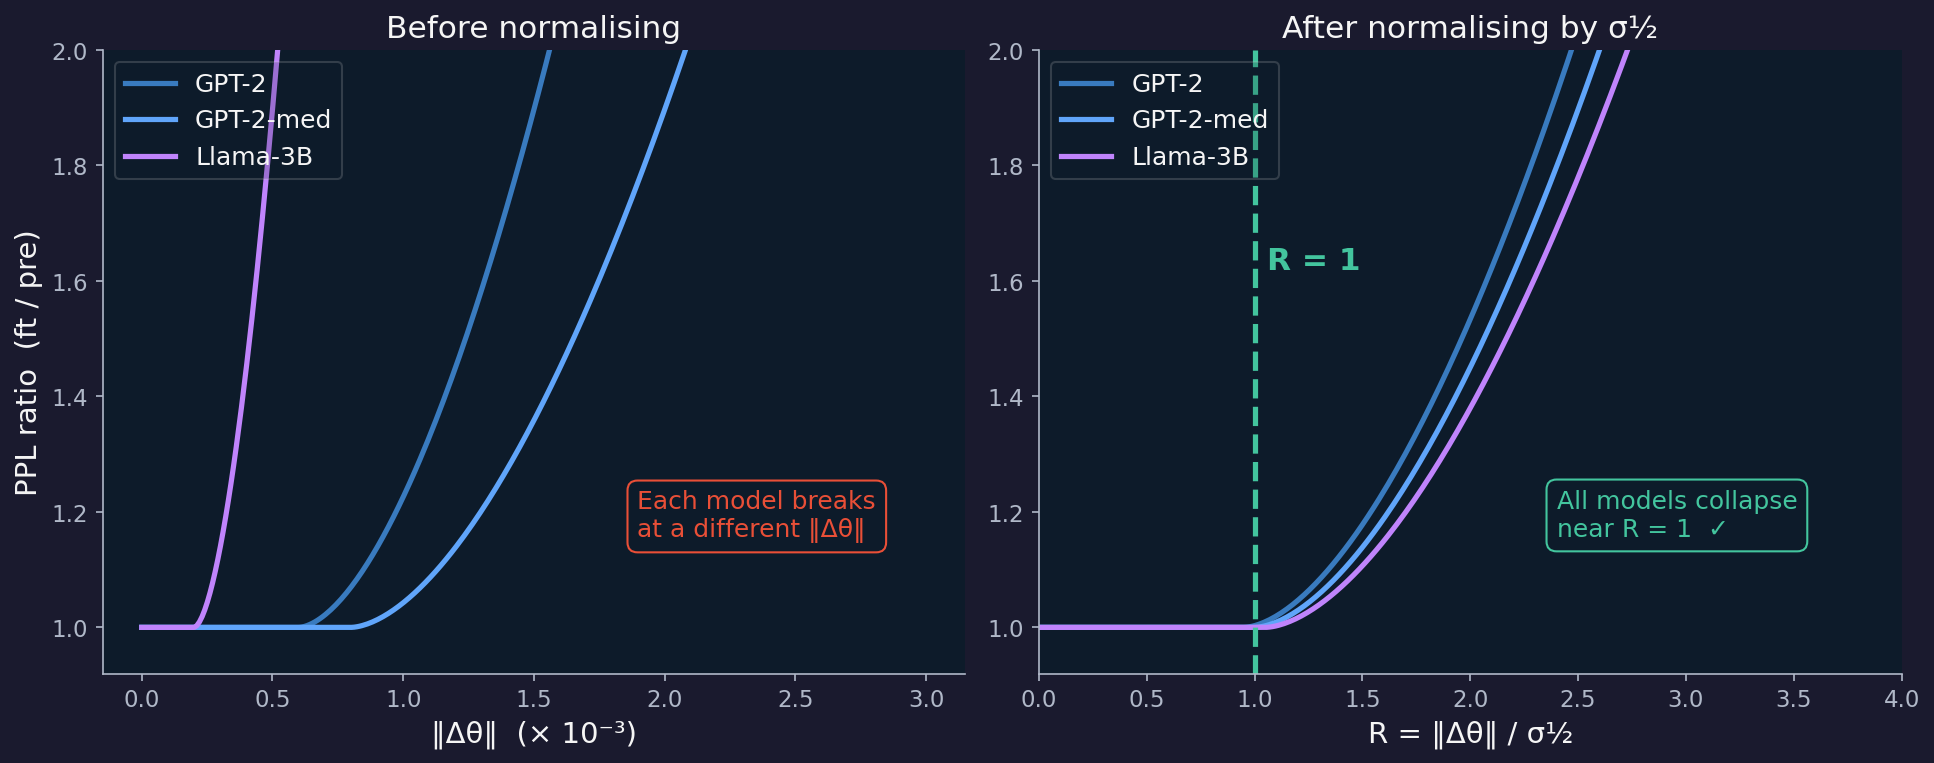 Before normalising
2.0
1.8
1.6
1.4
1.2
1.0
PPL ratio (ft / pre)
GPT-2
GPT-2-med
Llama-3B
Each model breaks
at a different ‖Δθ‖
0.0 0.5 1.0 1.5 2.0 2.5 3.0
‖Δθ‖ (× 10⁻³)
After normalising by σ½
2.0
1.8
1.6
1.4
1.2
1.0
GPT-2
GPT-2-med
Llama-3B
R = 1
All models collapse
near R = 1 ✓
0.0 0.5 1.0 1.5 2.0 2.5 3.0 3.5 4.0
R = ‖Δθ‖ / σ½